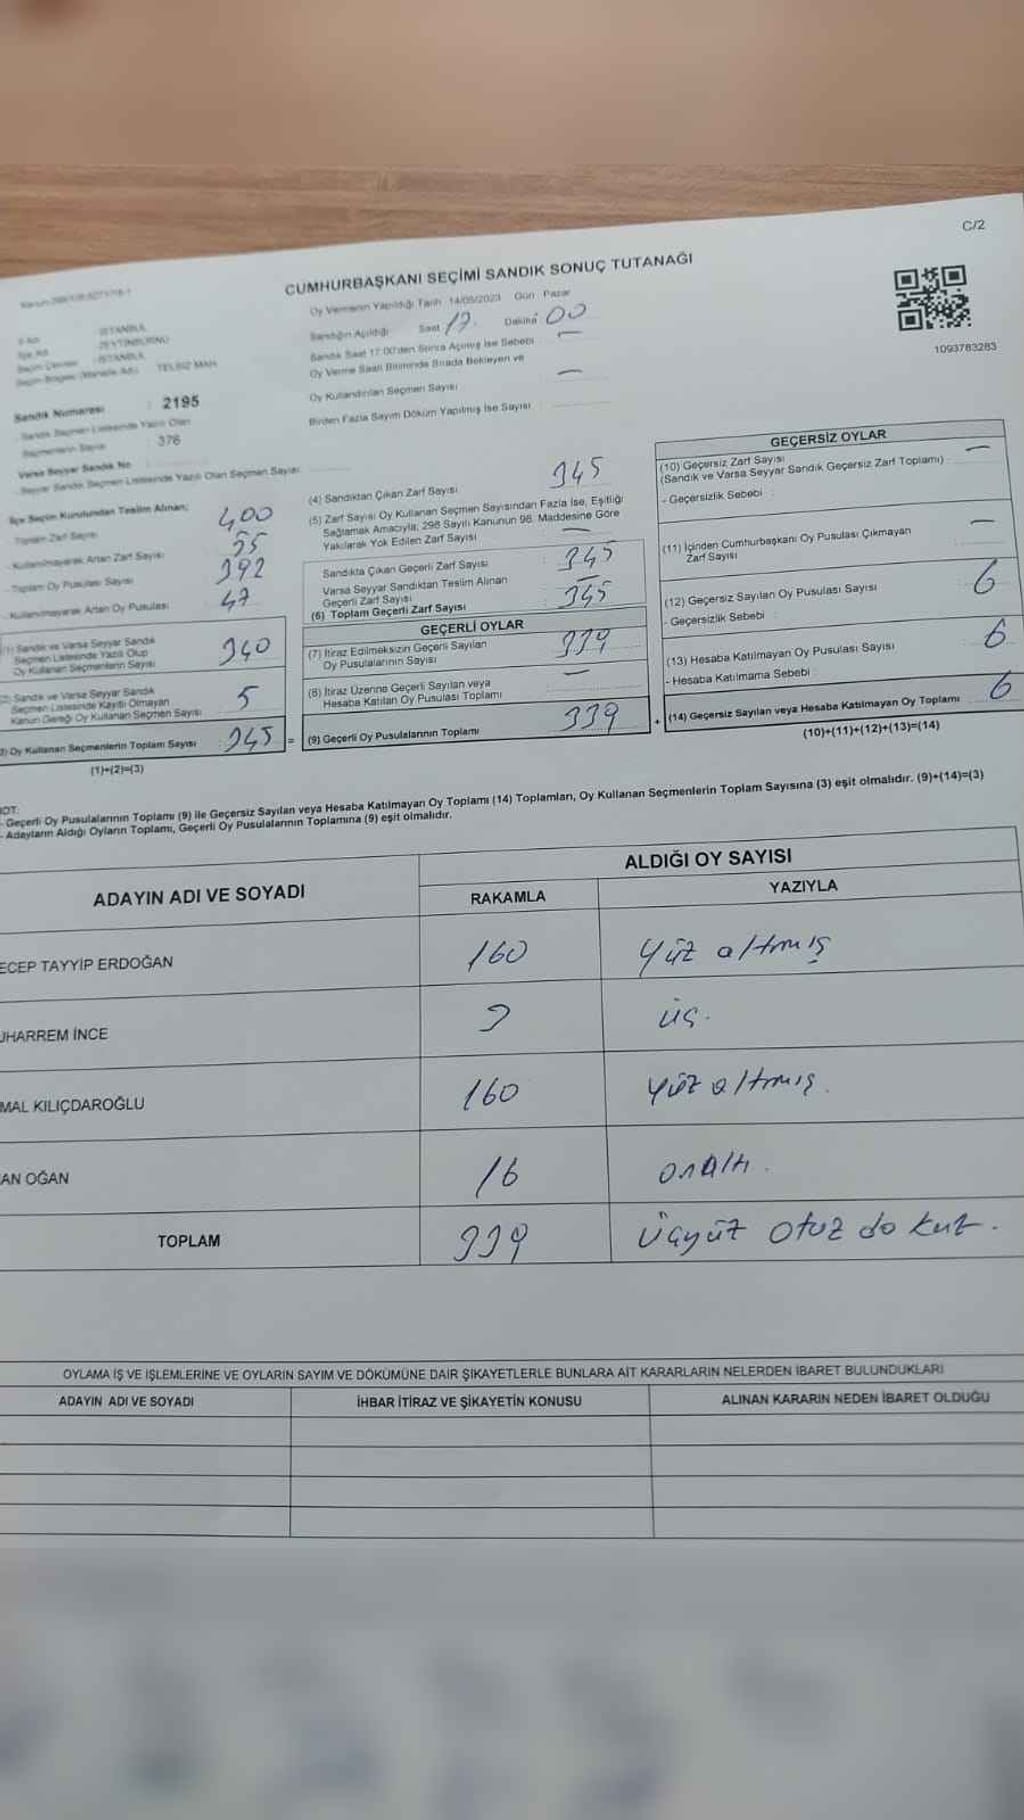 C/2
CUMHURBAŞKANI SEÇİMİ SANDIK SONUÇ TUTANAĞI
Oy Vermenin Yapıldığı Tarih 14/05/2023 Gün Pazar
Sandığın Açıldığı Saat 17. Dakika 00
Sandık Saat 17:00'den Sonra Açılmış İse Sebebi —
Oy Verme Saati Bitiminde Sırada Bekleyen ve
Oy Kullandırılan Seçmen Sayısı —
Birden Fazla Sayım Döküm Yapılmış İse Sayısı
1093783283
İl Adı İSTANBUL
İlçe Adı ZEYTİNBURNU
Seçim Çevresi İSTANBUL
Seçim Bölgesi (Mahalle Adı) TELSİZ MAH
Sandık Numarası : 2195
Sandık Seçmen Listesinde Yazılı Olan
Seçmenlerin Sayısı : 376
Varsa Seyyar Sandık No
Seyyar Sandık Seçmen Listesinde Yazılı Olan Seçmen Sayısı
İlçe Seçim Kurulundan Teslim Alınan;
Toplam Zarf Sayısı 400
Kullanılmayarak Artan Zarf Sayısı 55
Toplam Oy Pusulası Sayısı 392
Kullanılmayarak Artan Oy Pusulası 47
(1) Sandık ve Varsa Seyyar Sandık
Seçmen Listesinde Yazılı Olup
Oy Kullanan Seçmenlerin Sayısı 340
(2) Sandık ve Varsa Seyyar Sandık
Seçmen Listesinde Kayıtlı Olmayan
Kanun Gereği Oy Kullanan Seçmen Sayısı 5
3) Oy Kullanan Seçmenlerin Toplam Sayısı : 345 =
(1)+(2)=(3)
(4) Sandıktan Çıkan Zarf Sayısı 345
(5) Zarf Sayısı Oy Kullanan Seçmen Sayısından Fazla İse, Eşitliği
Sağlamak Amacıyla; 298 Sayılı Kanunun 98. Maddesine Göre
Yakılarak Yok Edilen Zarf Sayısı —
Sandıkta Çıkan Geçerli Zarf Sayısı : 345
Varsa Seyyar Sandıktan Teslim Alınan
Geçerli Zarf Sayısı —
(6) Toplam Geçerli Zarf Sayısı : 345
GEÇERLİ OYLAR
(7) İtiraz Edilmeksizin Geçerli Sayılan
Oy Pusulalarının Sayısı : 339
(8) İtiraz Üzerine Geçerli Sayılan veya
Hesaba Katılan Oy Pusulası Toplamı : —
(9) Geçerli Oy Pusulalarının Toplamı 339 +
GEÇERSİZ OYLAR
(10) Geçersiz Zarf Sayısı
(Sandık ve Varsa Seyyar Sandık Geçersiz Zarf Toplamı) : —
- Geçersizlik Sebebi :
(11) İçinden Cumhurbaşkanı Oy Pusulası Çıkmayan
Zarf Sayısı —
(12) Geçersiz Sayılan Oy Pusulası Sayısı : 6
- Geçersizlik Sebebi :
(13) Hesaba Katılmayan Oy Pusulası Sayısı : 6
- Hesaba Katılmama Sebebi :
(14) Geçersiz Sayılan veya Hesaba Katılmayan Oy Toplamı : 6
(10)+(11)+(12)+(13)=(14)
NOT:
- Geçerli Oy Pusulalarının Toplamı (9) ile Geçersiz Sayılan veya Hesaba Katılmayan Oy Toplamı (14) Toplamları, Oy Kullanan Seçmenlerin Toplam Sayısına (3) eşit olmalıdır. (9)+(14)=(3)
- Adayların Aldığı Oyların Toplamı, Geçerli Oy Pusulalarının Toplamına (9) eşit olmalıdır.
ADAYIN ADI VE SOYADI
ALDIĞI OY SAYISI
RAKAMLA YAZIYLA
ECEP TAYYİP ERDOĞAN 160 yüz altmış
UHARREM İNCE 3 üç.
MAL KILIÇDAROĞLU 160 yüz altmış.
AN OĞAN 16 onaltı.
TOPLAM 339 üçyüz otuz dokuz.
OYLAMA İŞ VE İŞLEMLERİNE VE OYLARIN SAYIM VE DÖKÜMÜNE DAİR ŞİKAYETLERLE BUNLARA AİT KARARLARIN NELERDEN İBARET BULUNDUKLARI
ADAYIN ADI VE SOYADI İHBAR İTİRAZ VE ŞİKAYETİN KONUSU ALINAN KARARIN NEDEN İBARET OLDUĞU